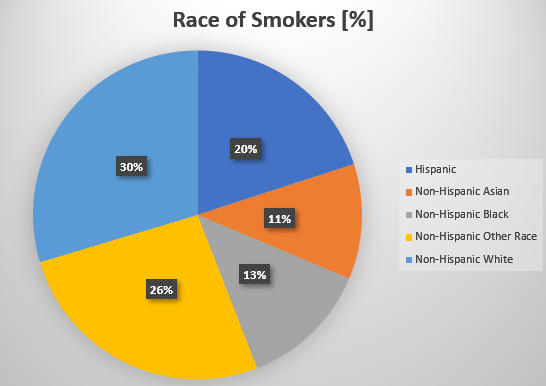 Race of Smokers [%]
20%
11%
13%
26%
30%
Hispanic
Non-Hispanic Asian
Non-Hispanic Black
Non-Hispanic Other Race
Non-Hispanic White